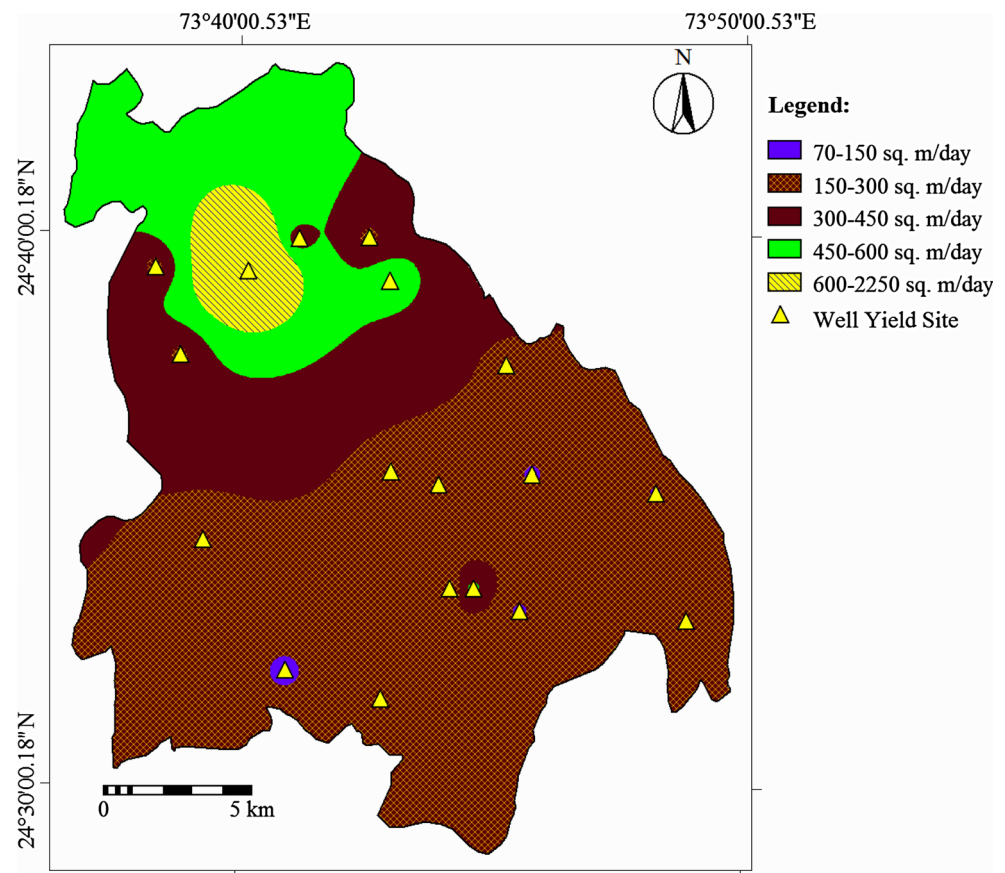 73°40'00.53"E
73°50'00.53"E
N
Legend:
70-150 sq. m/day
150-300 sq. m/day
300-450 sq. m/day
450-600 sq. m/day
600-2250 sq. m/day
Well Yield Site
24°40'00.18"N
24°30'00.18"N
0
5 km